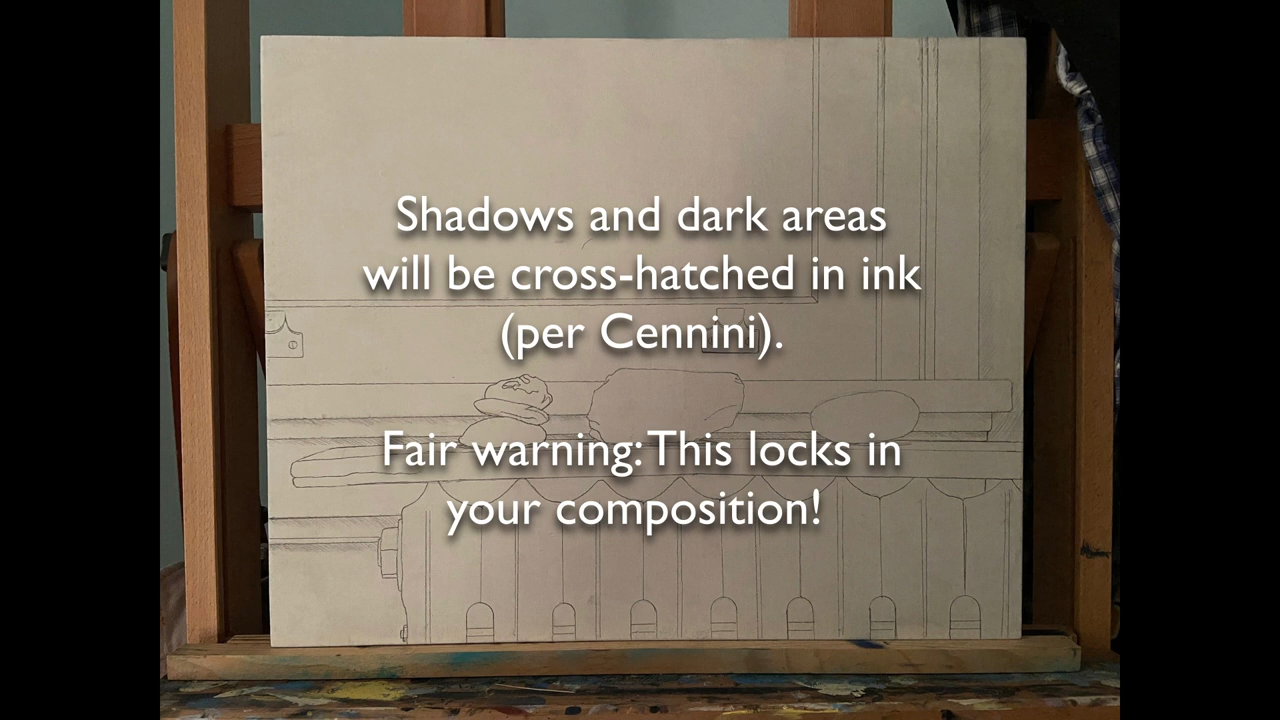 Shadows and dark areas
will be cross-hatched in ink
(per Cennini).
Fair warning: This locks in
your composition!